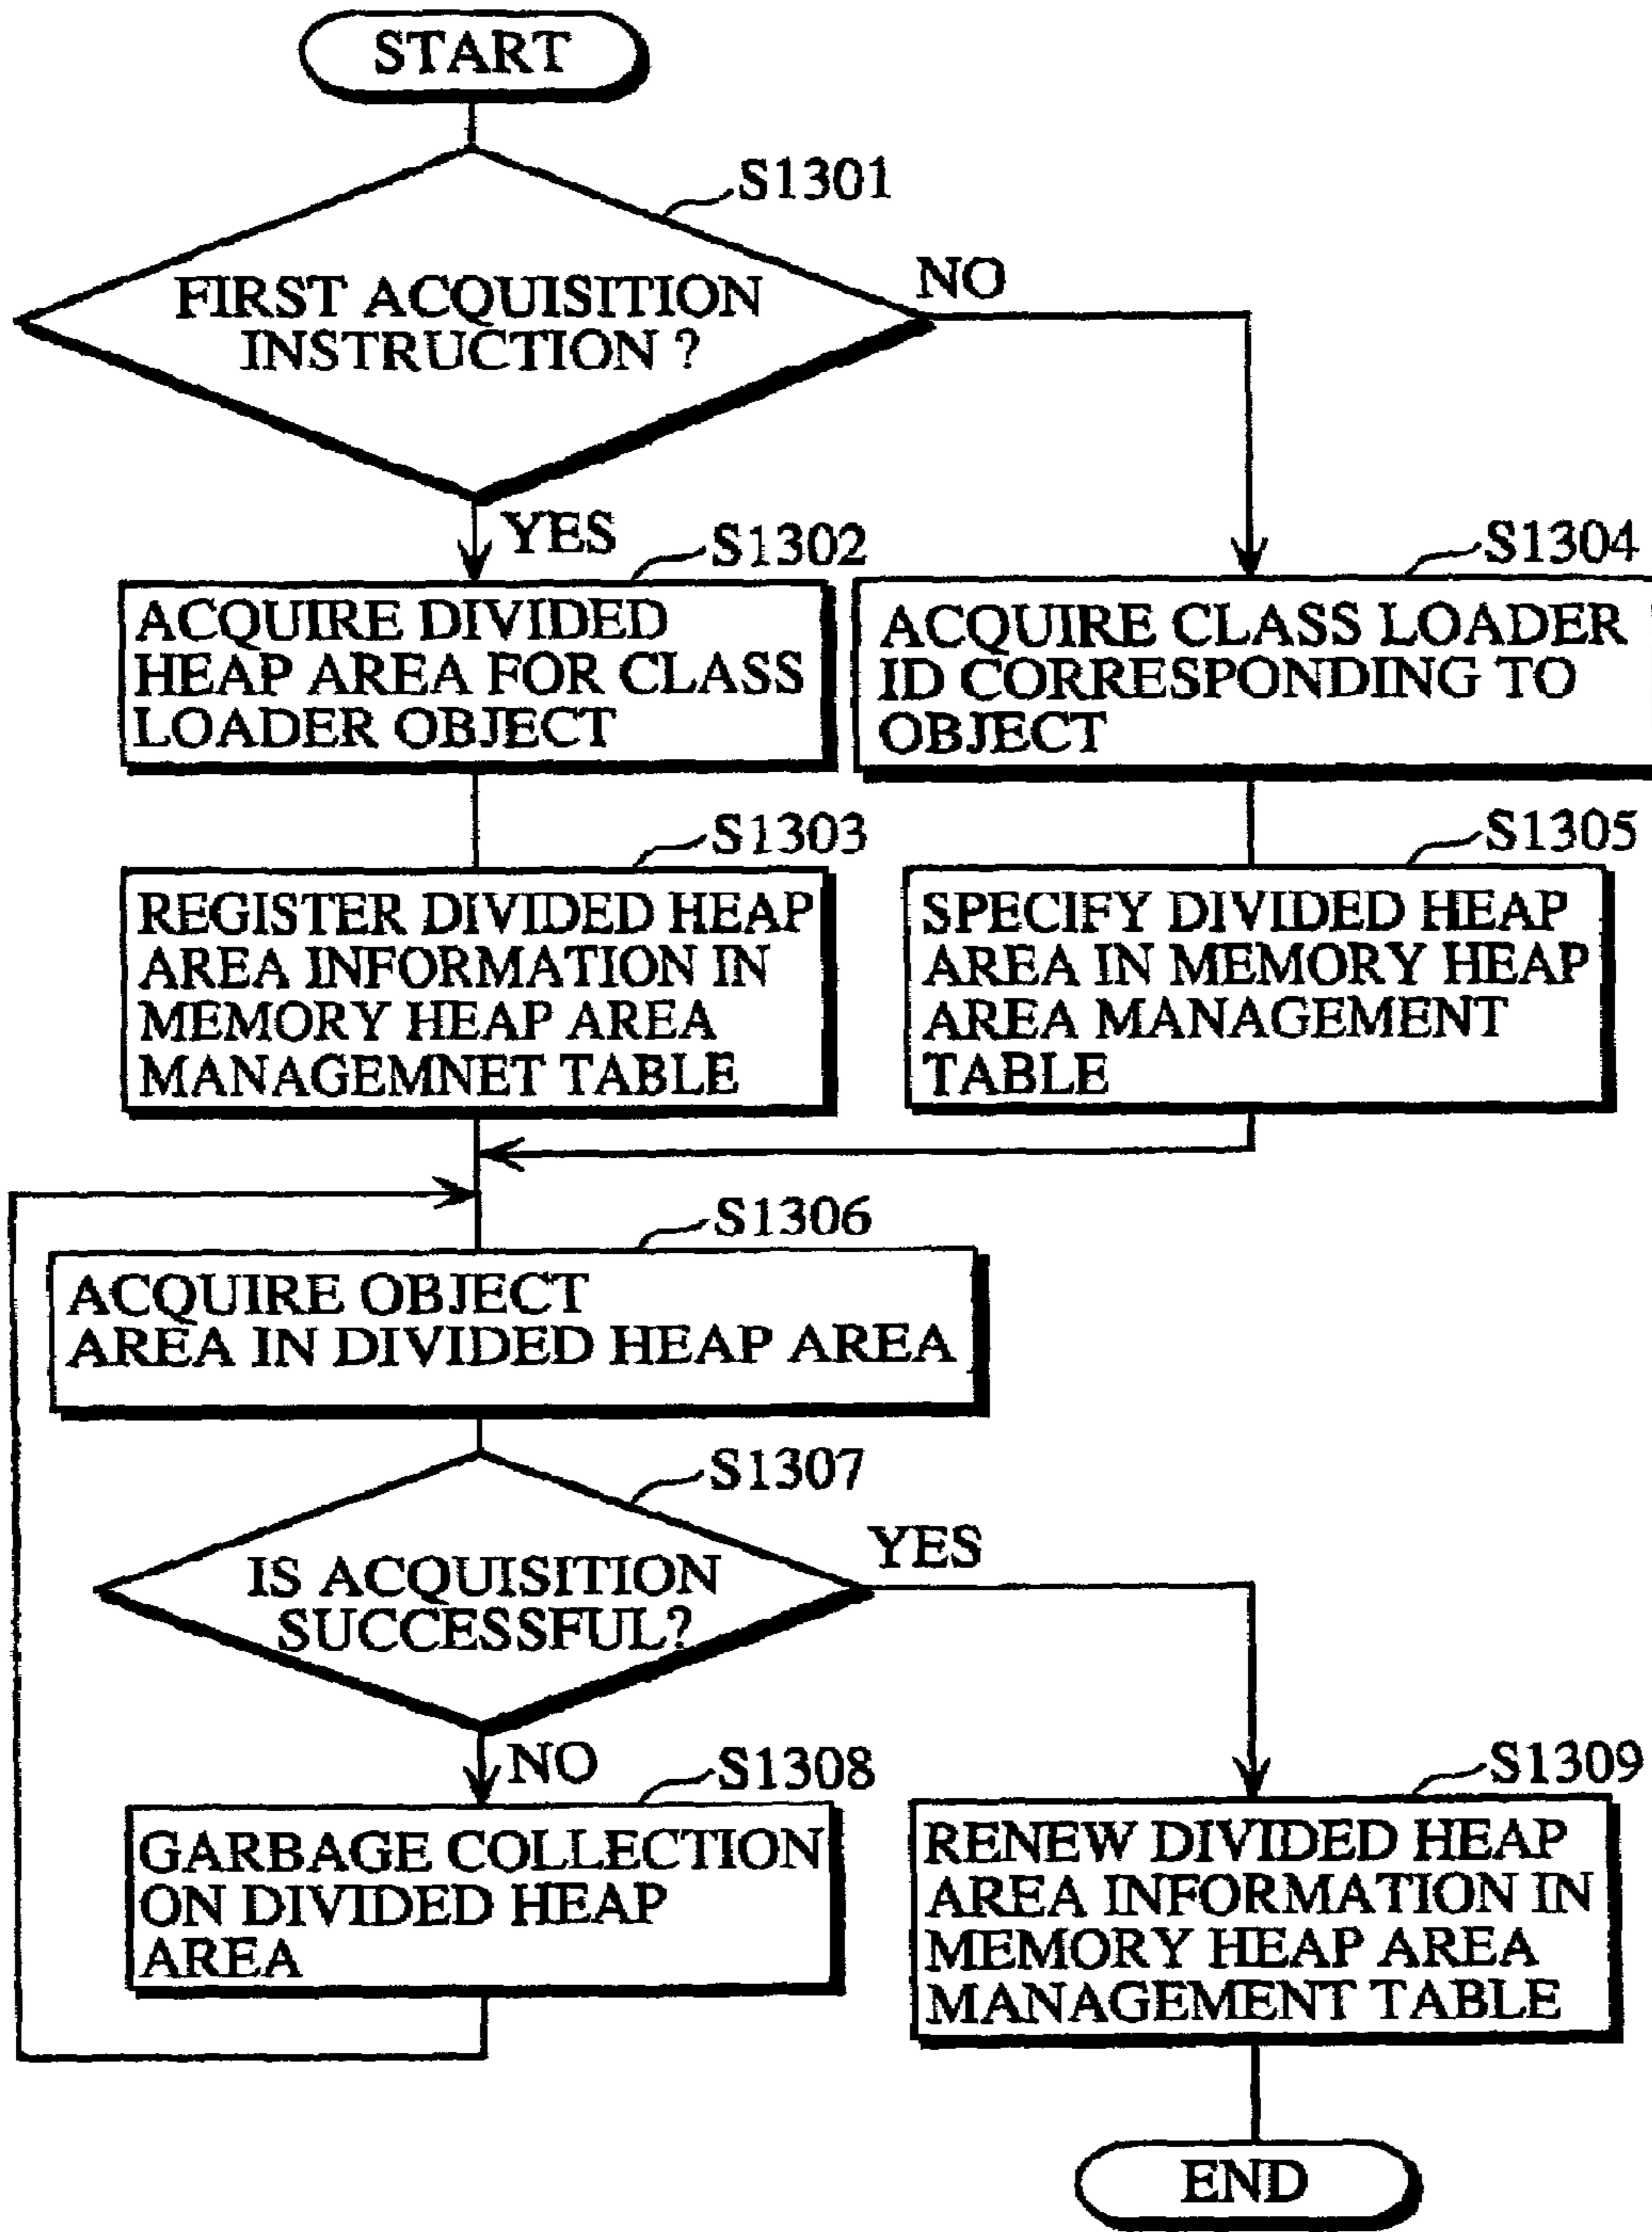 START
S1301
FIRST ACQUISITION
INSTRUCTION ?
NO
YES
S1302
ACQUIRE DIVIDED
HEAP AREA FOR CLASS
LOADER OBJECT
S1304
ACQUIRE CLASS LOADER
ID CORRESPONDING TO
OBJECT
S1303
REGISTER DIVIDED HEAP
AREA INFORMATION IN
MEMORY HEAP AREA
MANAGEMNET TABLE
S1305
SPECIFY DIVIDED HEAP
AREA IN MEMORY HEAP
AREA MANAGEMENT
TABLE
S1306
ACQUIRE OBJECT
AREA IN DIVIDED HEAP AREA
S1307
IS ACQUISITION
SUCCESSFUL?
YES
NO
S1308
GARBAGE COLLECTION
ON DIVIDED HEAP
AREA
S1309
RENEW DIVIDED HEAP
AREA INFORMATION IN
MEMORY HEAP AREA
MANAGEMENT TABLE
END